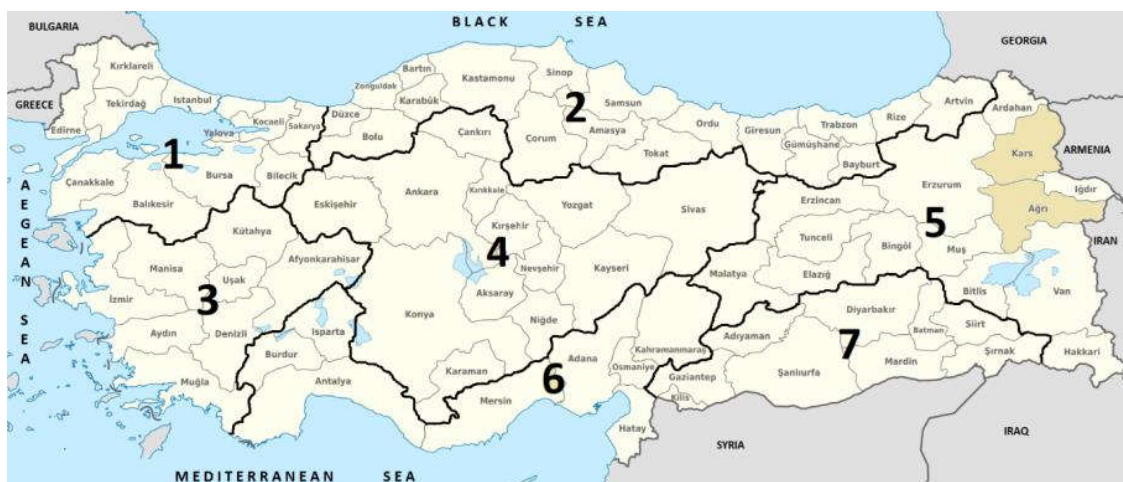 BLACK SEA
BULGARIA
GEORGIA
GREECE
ARMENIA
IRAN
AEGEAN SEA
MEDITERRANEAN SEA
SYRIA
IRAQ
1
Kırklareli
Tekirdağ
Istanbul
Edirne
Yalova
Kocaeli
Sakarya
Çanakkale
Bursa
Bilecik
Balıkesir
2
Bartın
Zonguldak
Karabük
Kastamonu
Sinop
Samsun
Düzce
Bolu
Corum
Amasya
Tokat
Ordu
Giresun
Trabzon
Gümüşhane
Rize
Bayburt
Artvin
3
Kütahya
Manisa
Uşak
Afyonkarahisar
İzmir
Aydın
Denizli
Muğla
4
Çankırı
Eskişehir
Ankara
Kırıkkale
Yozgat
Sivas
Kırşehir
Nevşehir
Kayseri
Aksaray
Konya
Niğde
Karaman
5
Ardahan
Kars
Iğdır
Ağrı
Erzurum
Erzincan
Tunceli
Bingöl
Muş
Malatya
Elazığ
Bitlis
Van
Hakkari
6
Isparta
Burdur
Antalya
Mersin
Adana
Osmaniye
Kahramanmaraş
Hatay
7
Adıyaman
Diyarbakır
Batman
Siirt
Şırnak
Mardin
Şanlıurfa
Gaziantep
Kilis